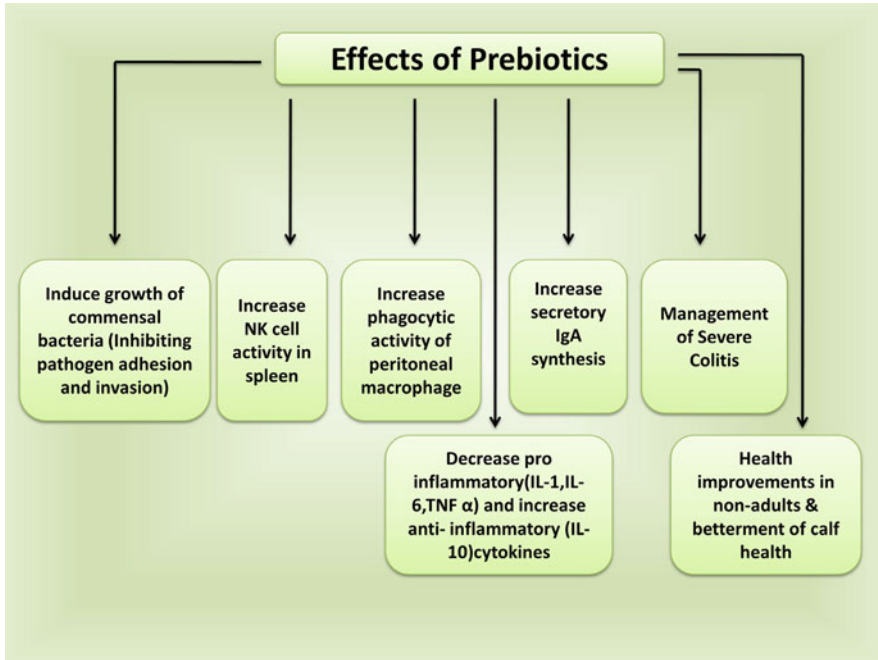 Effects of Prebiotics
Induce growth of
commensal
bacteria (Inhibiting
pathogen adhesion
and invasion)
Increase
NK cell
activity in
spleen
Increase
phagocytic
activity of
peritoneal
macrophage
Increase
secretory
IgA
synthesis
Management
of Severe
Colitis
Decrease pro
inflammatory(IL-1,IL-
6,TNF α) and increase
anti- inflammatory (IL-
10)cytokines
Health
improvements in
non-adults &
betterment of calf
health